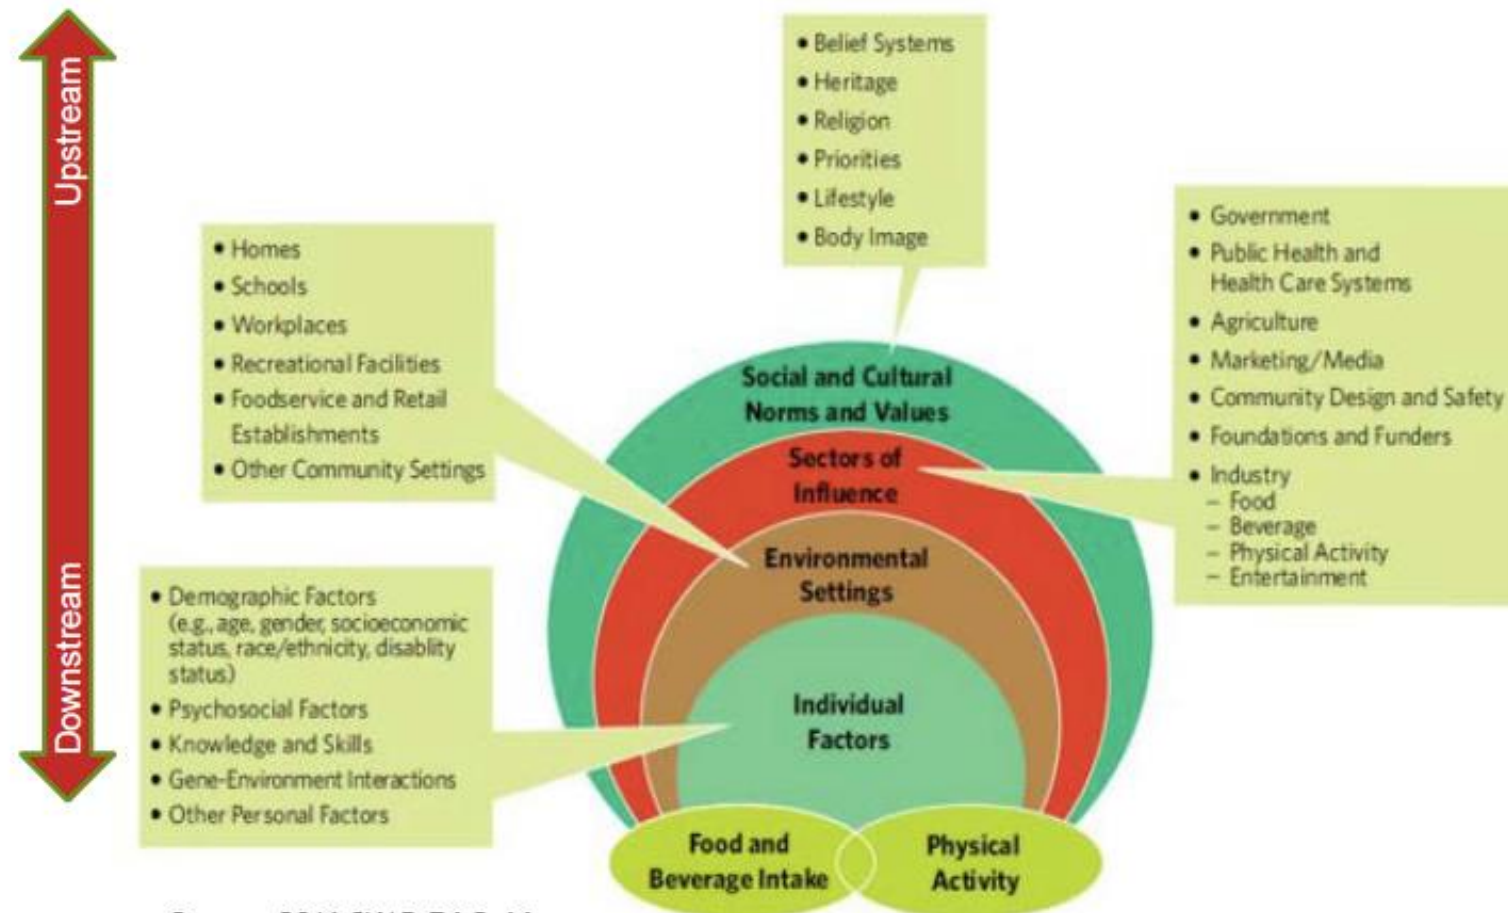 Upstream
Downstream
• Belief Systems
• Heritage
• Religion
• Priorities
• Lifestyle
• Body Image
• Homes
• Schools
• Workplaces
• Recreational Facilities
• Foodservice and Retail
Establishments
• Other Community Settings
• Government
• Public Health and
Health Care Systems
• Agriculture
• Marketing/Media
• Community Design and Safety
• Foundations and Funders
• Industry
– Food
– Beverage
– Physical Activity
– Entertainment
• Demographic Factors
(e.g., age, gender, socioeconomic
status, race/ethnicity, disablity
status)
• Psychosocial Factors
• Knowledge and Skills
• Gene-Environment Interactions
• Other Personal Factors
Social and Cultural
Norms and Values
Sectors of
Influence
Environmental
Settings
Individual
Factors
Food and
Beverage Intake
Physical
Activity